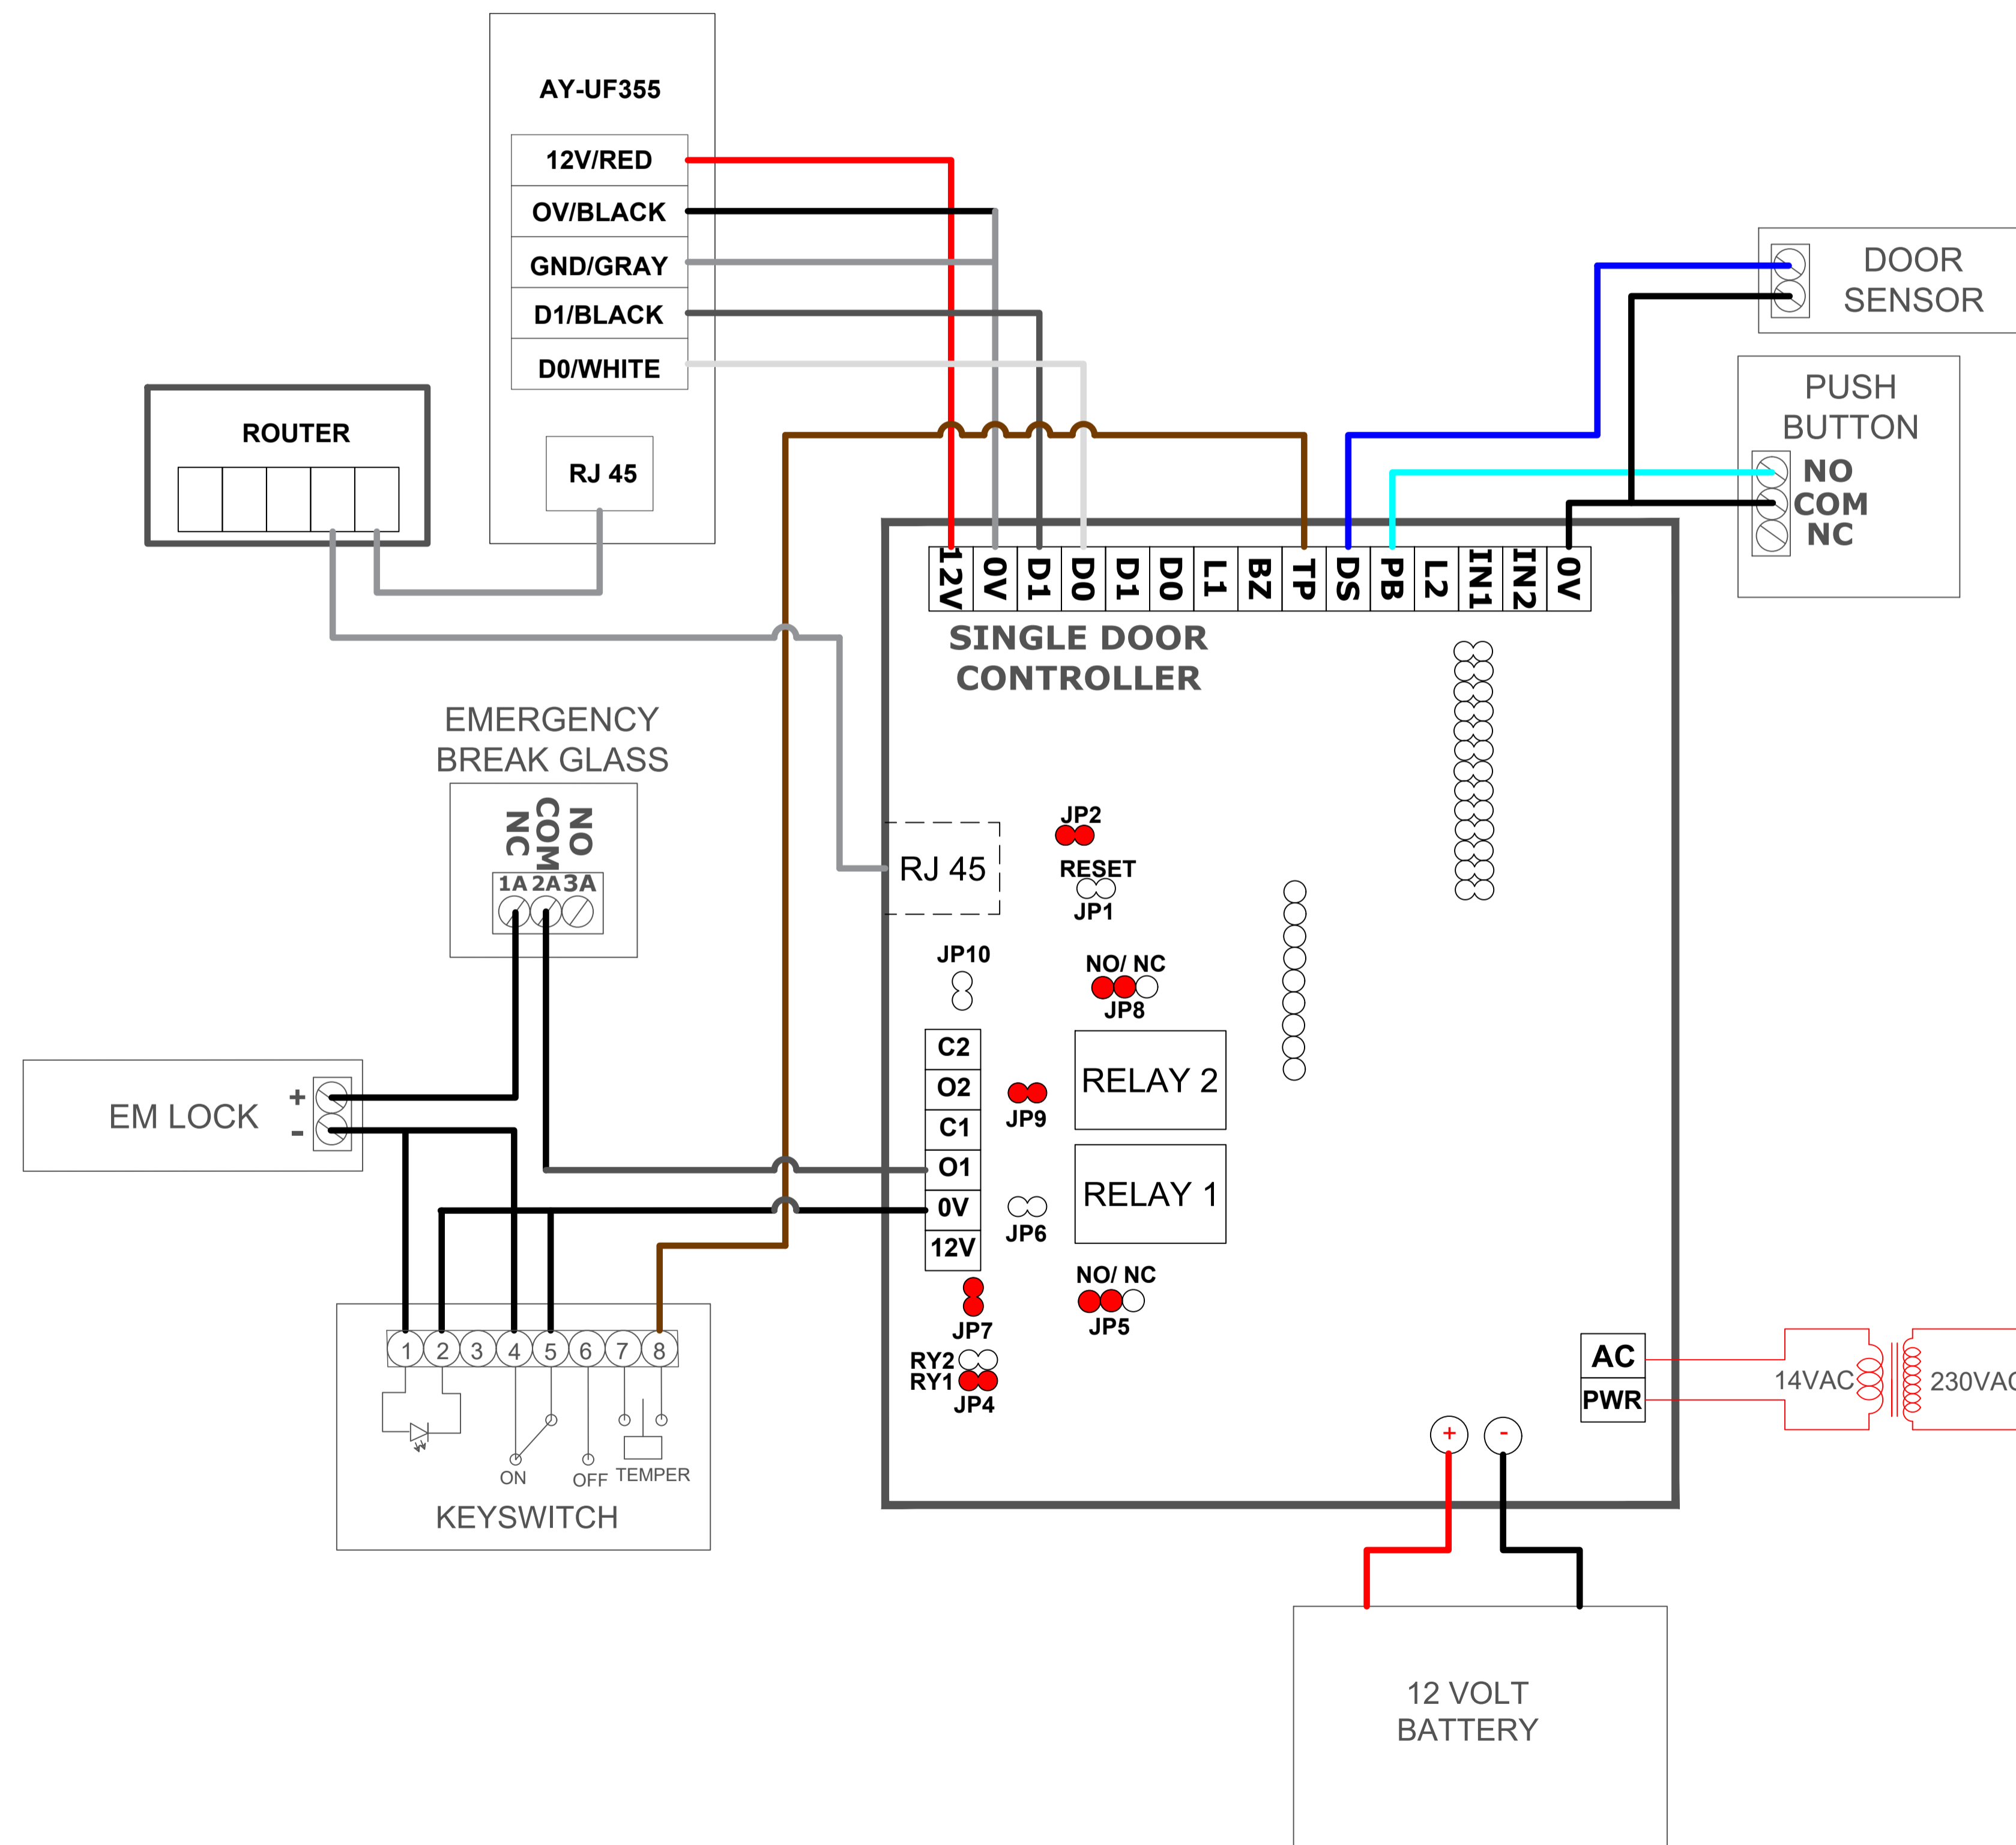 AY-UF355
12V/RED
OV/BLACK
GND/GRAY
D1/BLACK
D0/WHITE
RJ 45
ROUTER
DOOR
SENSOR
PUSH
BUTTON
NO
COM
NC
12V 0V D1 D0 D1 D0 L1 BZ TP DS PB L2 IN1 IN2 0V
SINGLE DOOR
CONTROLLER
EMERGENCY
BREAK GLASS
NC COM NO
1A 2A 3A
RJ 45
JP2
RESET
JP1
JP10
NO/ NC
JP8
C2
O2
C1
O1
0V
12V
JP9
RELAY 2
RELAY 1
JP6
NO/ NC
JP5
JP7
RY2
RY1
JP4
EM LOCK
+
-
1 2 3 4 5 6 7 8
ON
OFF
TEMPER
KEYSWITCH
AC
PWR
14VAC
230VAC
+ -
12 VOLT
BATTERY